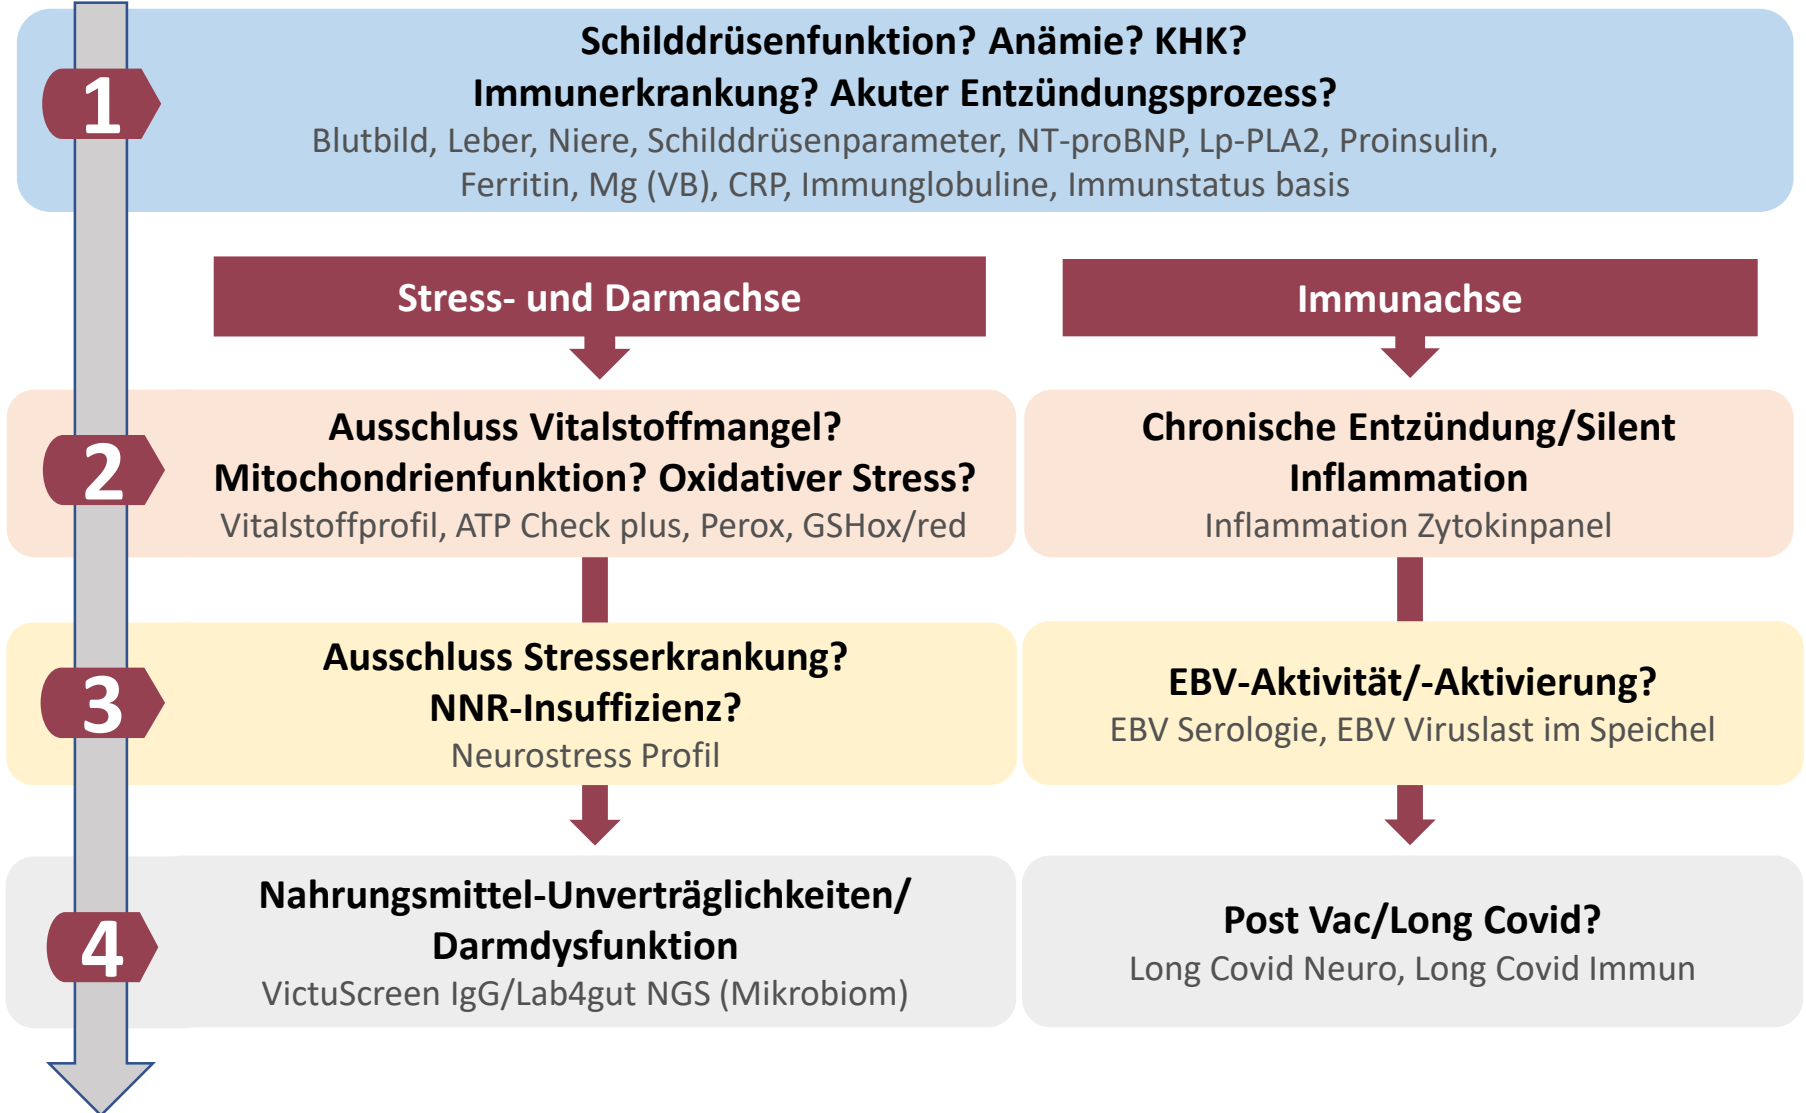 1
Schilddrüsenfunktion? Anämie? KHK?
Immunerkrankung? Akuter Entzündungsprozess?
Blutbild, Leber, Niere, Schilddrüsenparameter, NT-proBNP, Lp-PLA2, Proinsulin,
Ferritin, Mg (VB), CRP, Immunglobuline, Immunstatus basis
Stress- und Darmachse
Immunachse
2
Ausschluss Vitalstoffmangel?
Mitochondrienfunktion? Oxidativer Stress?
Vitalstoffprofil, ATP Check plus, Perox, GSHox/red
Chronische Entzündung/Silent
Inflammation
Inflammation Zytokinpanel
3
Ausschluss Stresserkrankung?
NNR-Insuffizienz?
Neurostress Profil
EBV-Aktivität/-Aktivierung?
EBV Serologie, EBV Viruslast im Speichel
4
Nahrungsmittel-Unverträglichkeiten/
Darmdysfunktion
VictuScreen IgG/Lab4gut NGS (Mikrobiom)
Post Vac/Long Covid?
Long Covid Neuro, Long Covid Immun